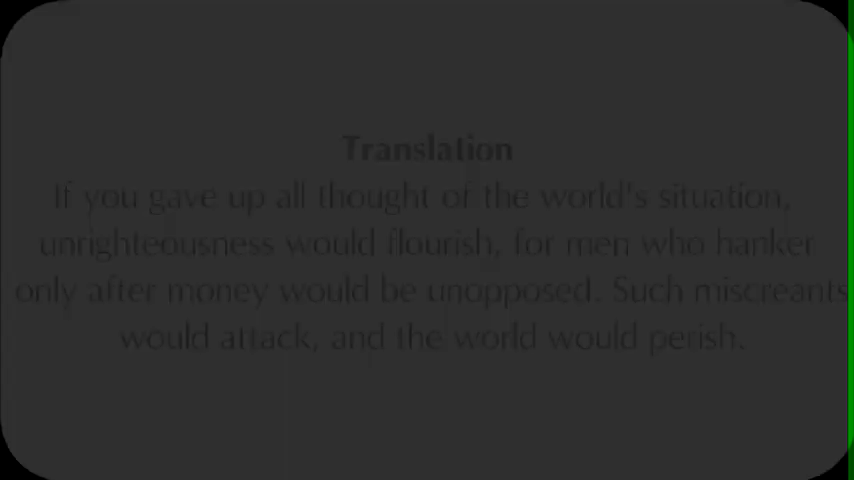 Translation
If you gave up all thought of the world's situation,
unrighteousness would flourish, for men who hanker
only after money would be unopposed. Such miscreants
would attack, and the world would perish.